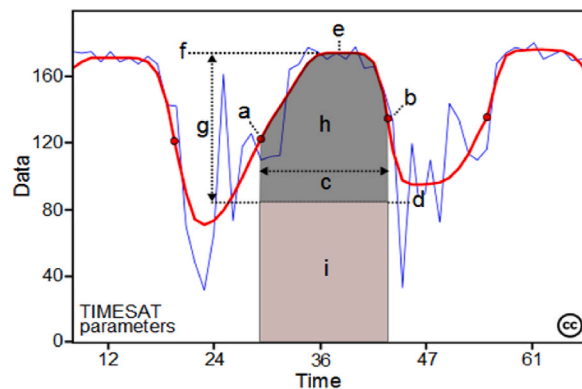 e
f
160
b
a
g
h
120
Data
c
80
d
40
i
TIMESAT
parameters
cc
0
12 24 36 47 61
Time